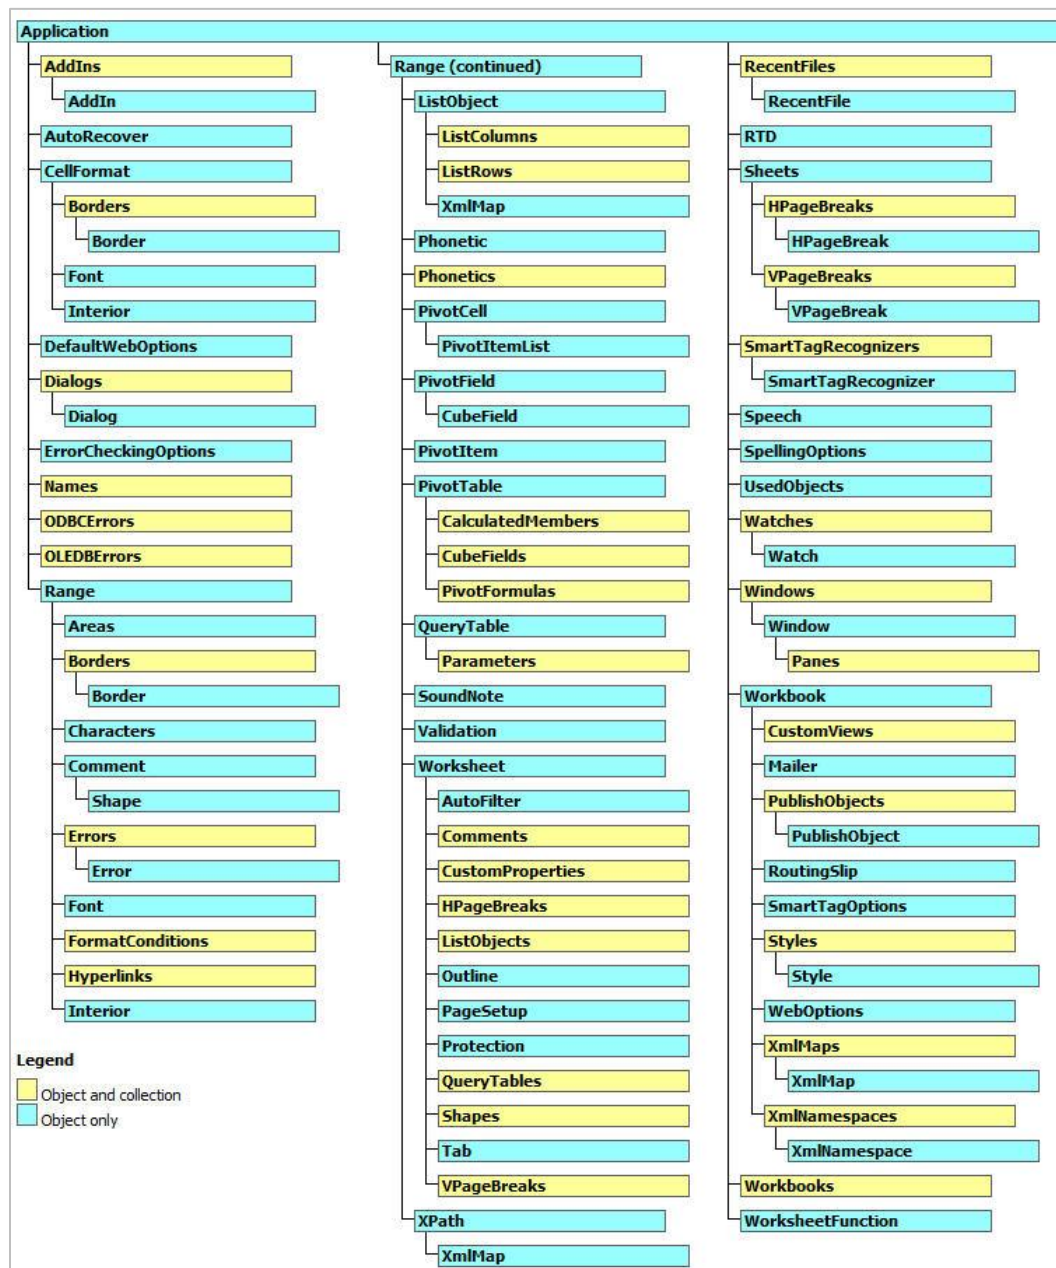 Application
AddIns
AddIn
AutoRecover
CellFormat
Borders
Border
Font
Interior
DefaultWebOptions
Dialogs
Dialog
ErrorCheckingOptions
Names
ODBCErrors
OLEDBErrors
Range
Areas
Borders
Border
Characters
Comment
Shape
Errors
Error
Font
FormatConditions
Hyperlinks
Interior
Legend
Object and collection
Object only
Range (continued)
ListObject
ListColumns
ListRows
XmlMap
Phonetic
Phonetics
PivotCell
PivotItemList
PivotField
CubeField
PivotItem
PivotTable
CalculatedMembers
CubeFields
PivotFormulas
QueryTable
Parameters
SoundNote
Validation
Worksheet
AutoFilter
Comments
CustomProperties
HPageBreaks
ListObjects
Outline
PageSetup
Protection
QueryTables
Shapes
Tab
VPageBreaks
XPath
XmlMap
RecentFiles
RecentFile
RTD
Sheets
HPageBreaks
HPageBreak
VPageBreaks
VPageBreak
SmartTagRecognizers
SmartTagRecognizer
Speech
SpellingOptions
UsedObjects
Watches
Watch
Windows
Window
Panes
Workbook
CustomViews
Mailer
PublishObjects
PublishObject
RoutingSlip
SmartTagOptions
Styles
Style
WebOptions
XmlMaps
XmlMap
XmlNamespaces
XmlNamespace
Workbooks
WorksheetFunction